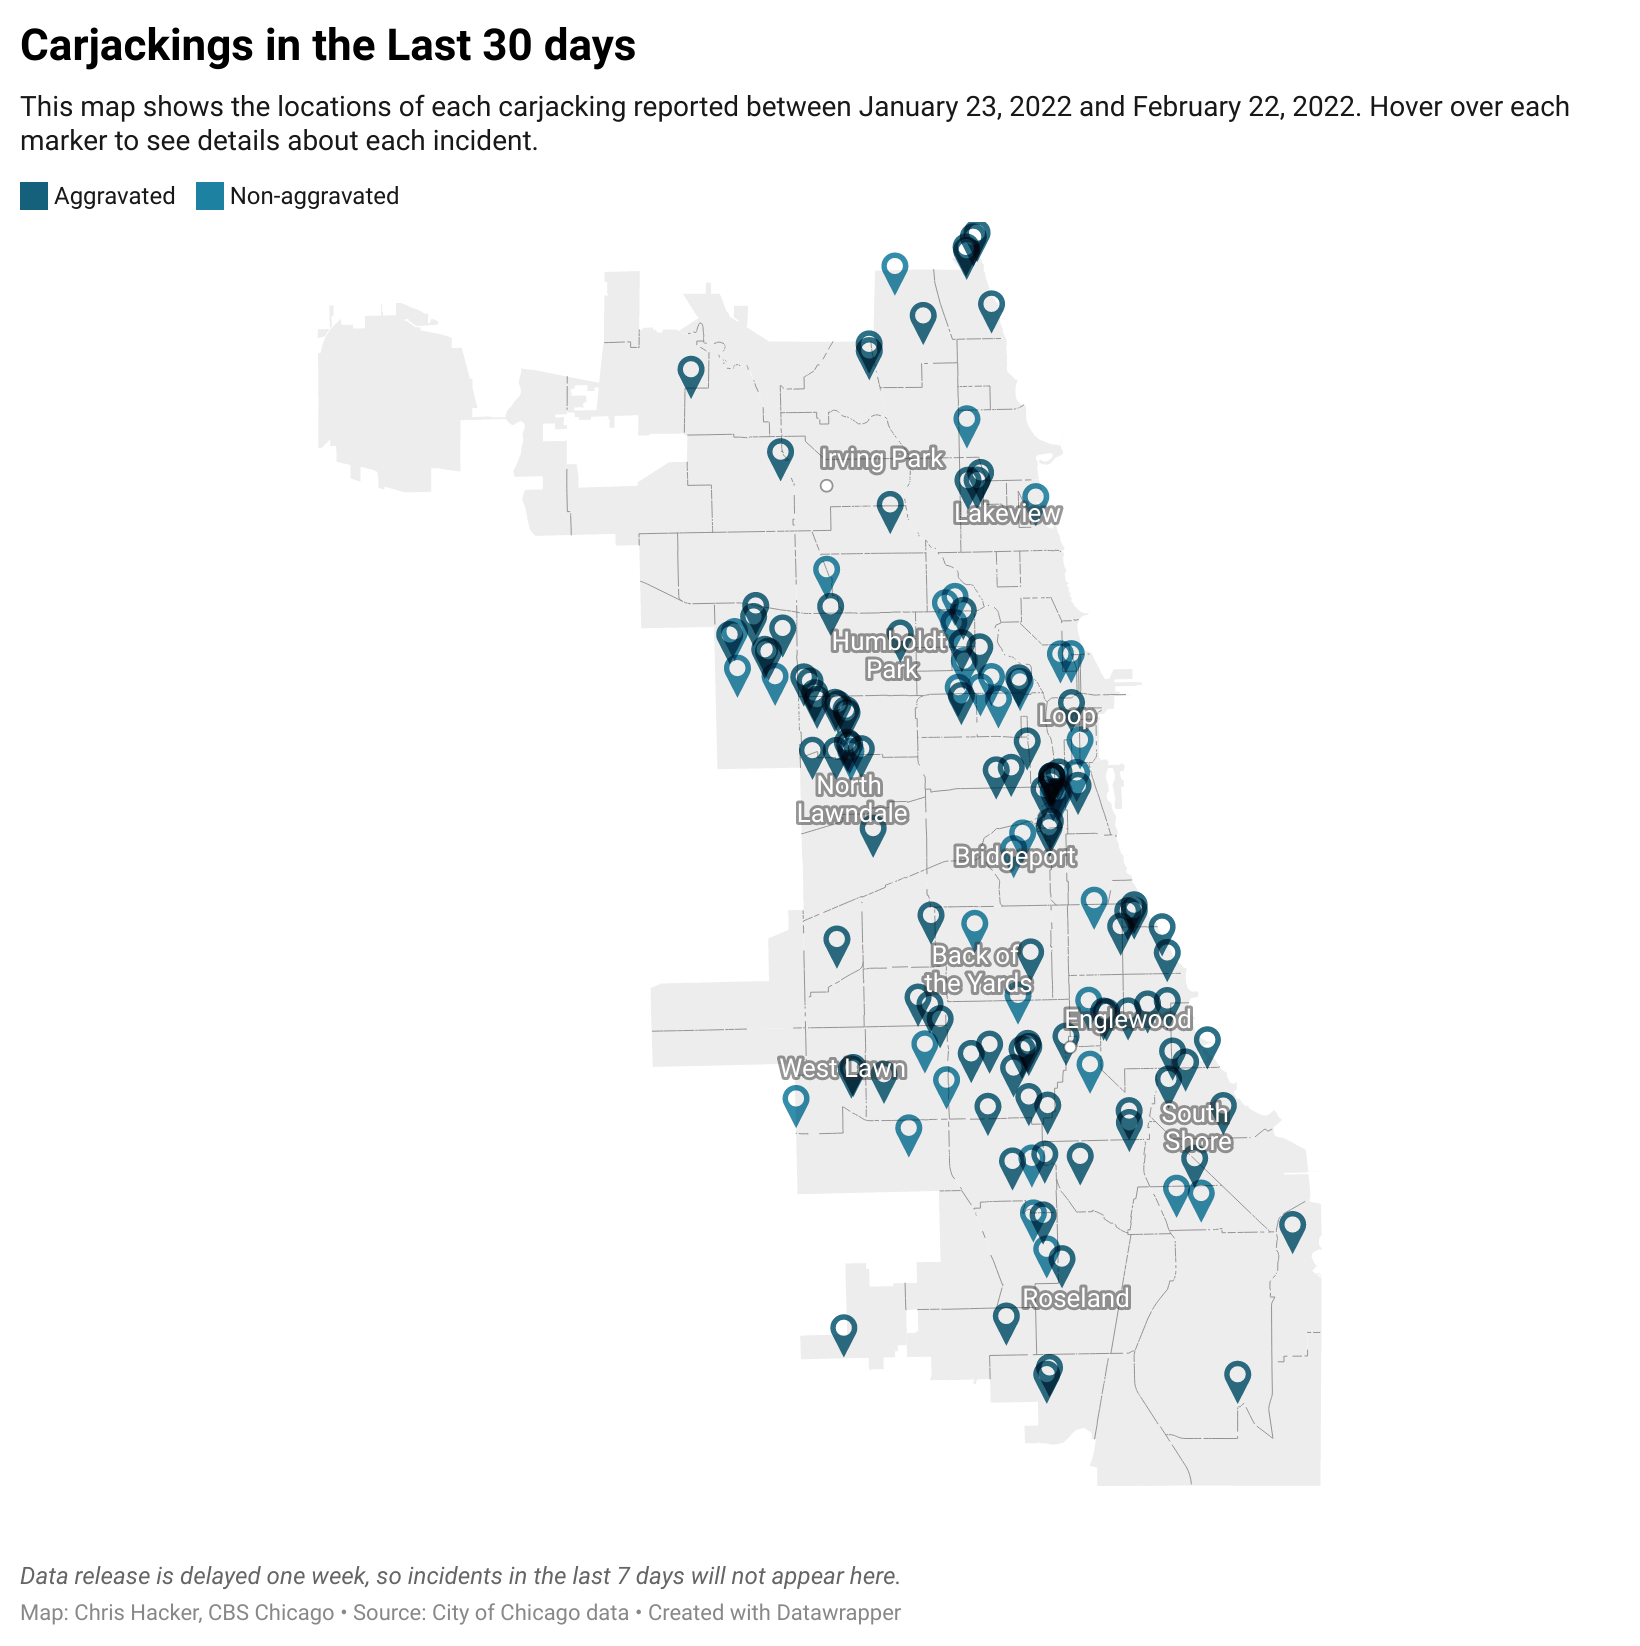 Carjackings in the Last 30 days
This map shows the locations of each carjacking reported between January 23, 2022 and February 22, 2022. Hover over each
marker to see details about each incident.
Aggravated Non-aggravated
Irving Park
Lakeview
Humboldt
Park
Loop
North
Lawndale
Bridgeport
Back of
the Yards
Englewood
West Lawn
South
Shore
Roseland
Data release is delayed one week, so incidents in the last 7 days will not appear here.
Map: Chris Hacker, CBS Chicago • Source: City of Chicago data • Created with Datawrapper